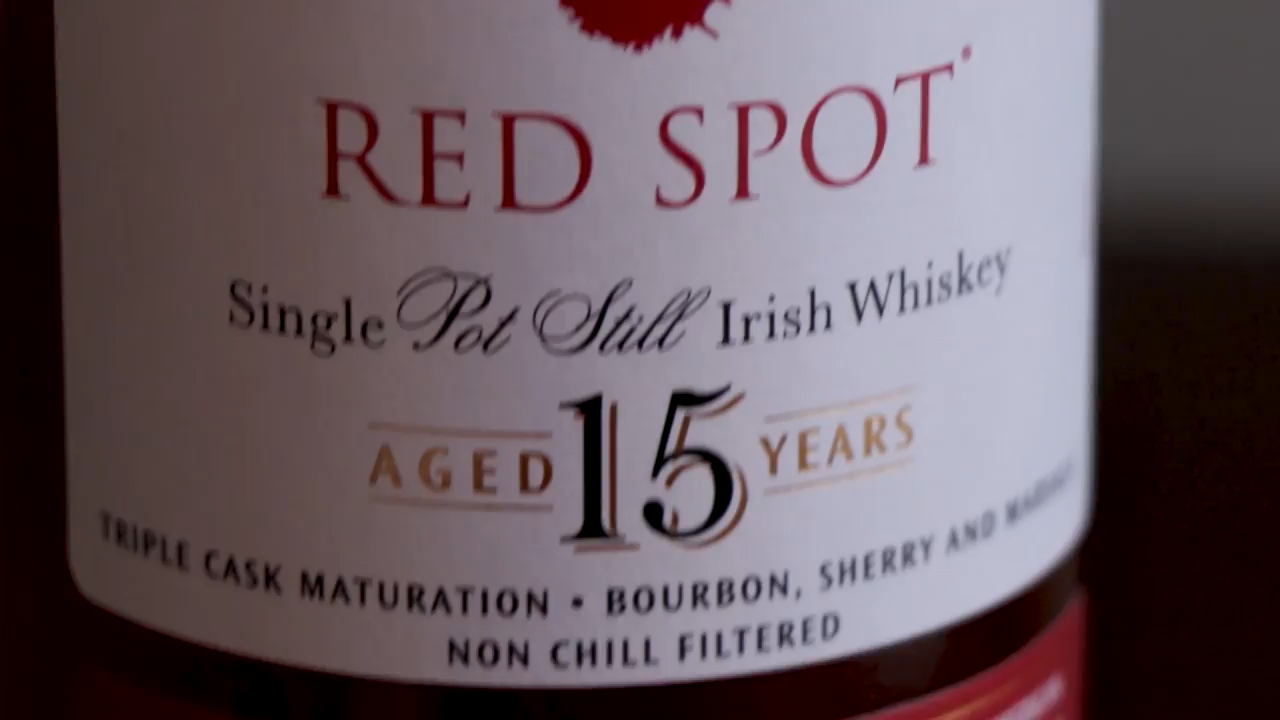 RED SPOT
Single Pot Still Irish Whiskey
AGED 15 YEARS
TRIPLE CASK MATURATION • BOURBON, SHERRY AND
NON CHILL FILTERED